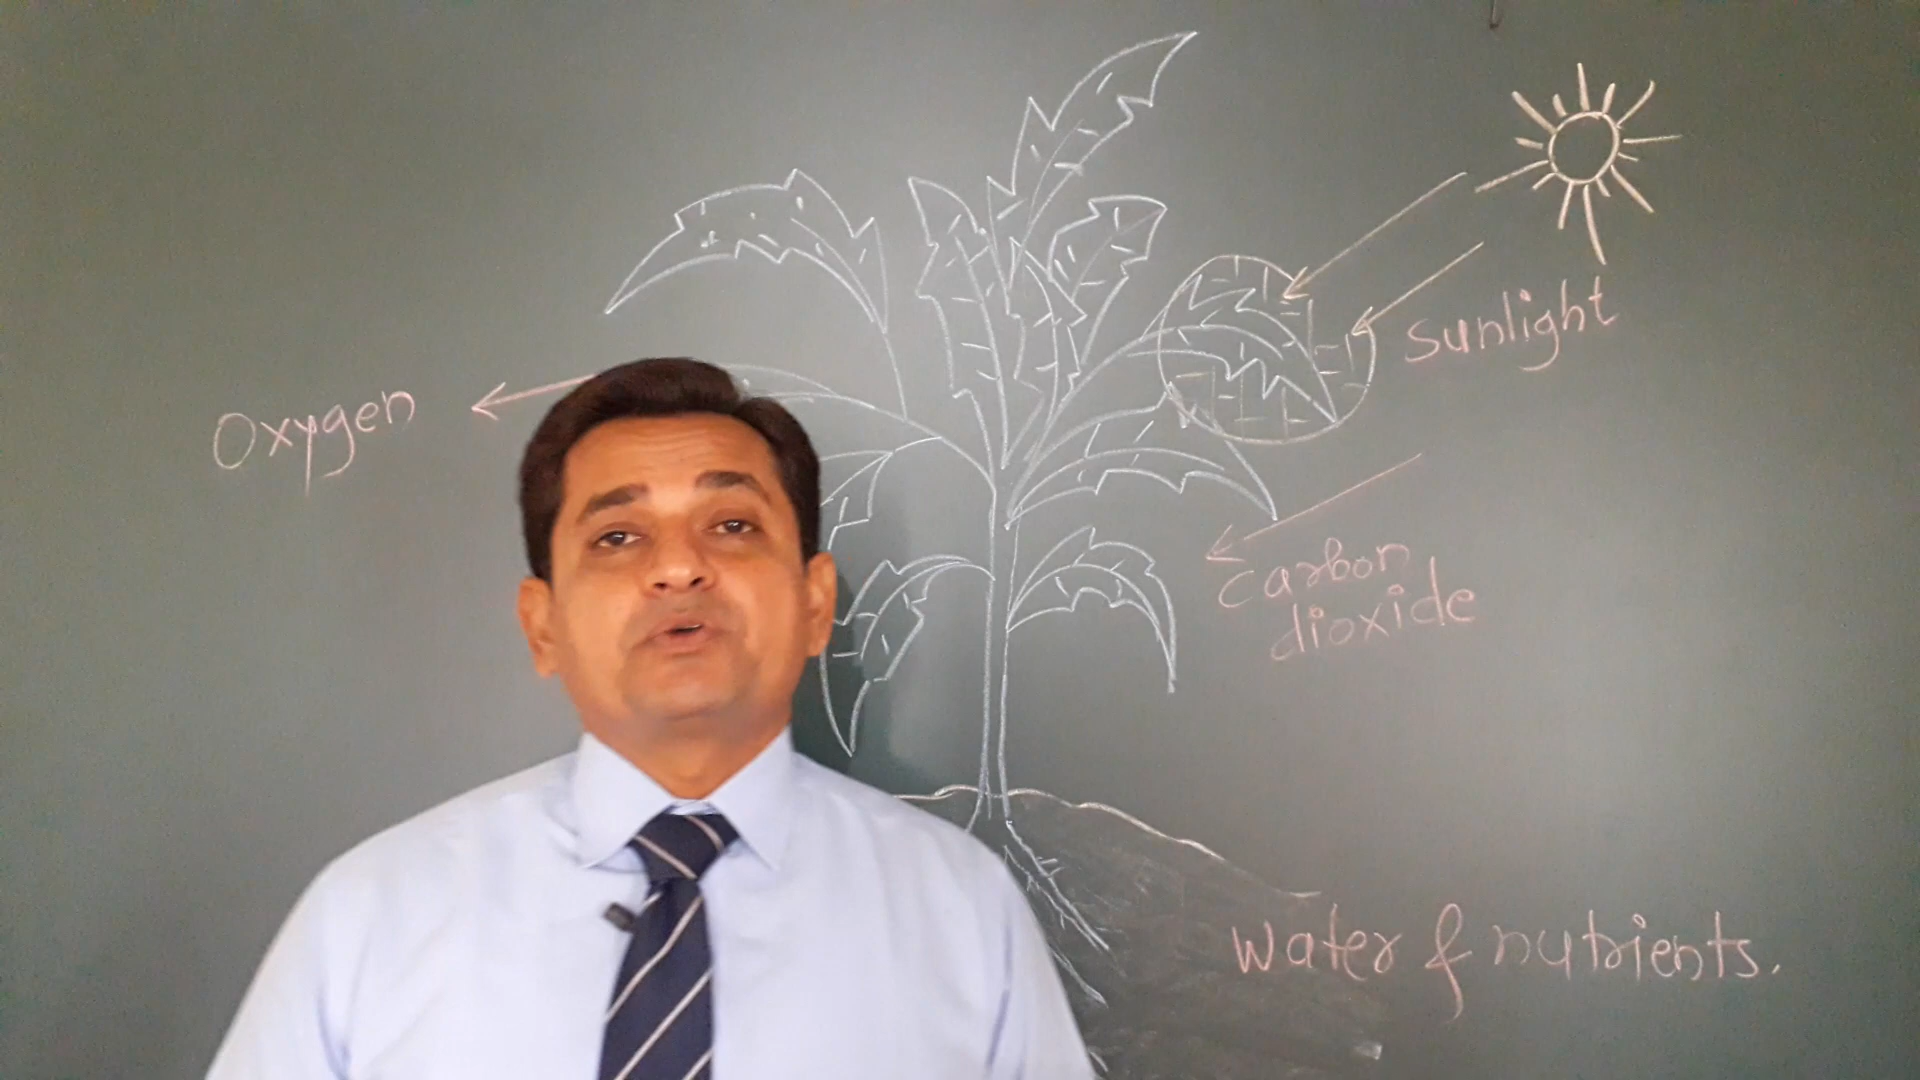 Sunlight
Oxygen
Carbon
dioxide
Water & nutrients.